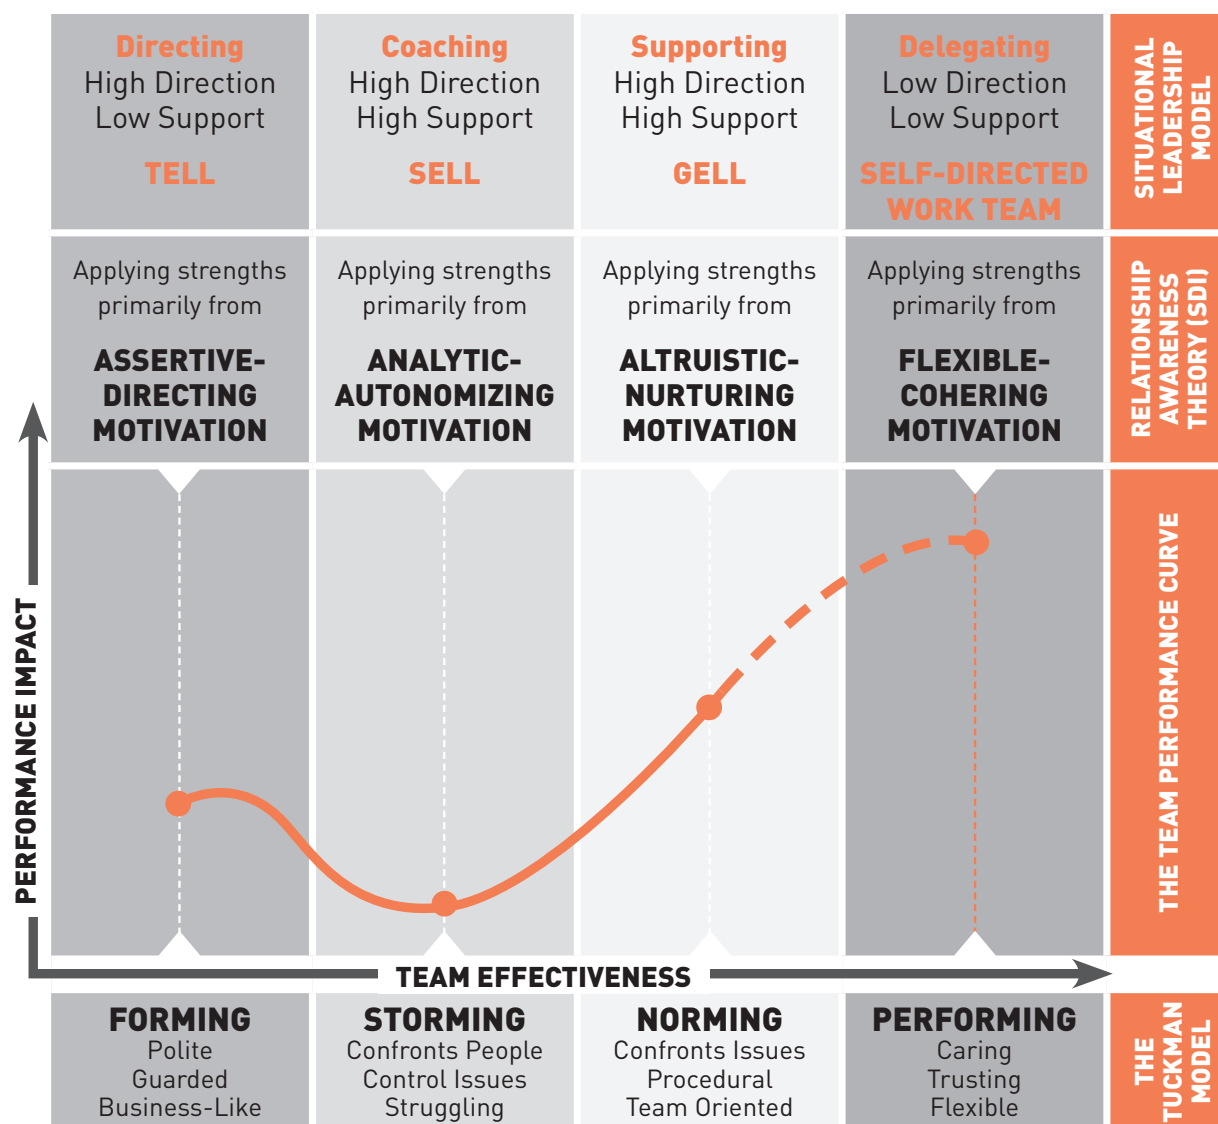 Directing
High Direction
Low Support
TELL
Coaching
High Direction
High Support
SELL
Supporting
High Direction
High Support
GELL
Delegating
Low Direction
Low Support
SELF-DIRECTED
WORK TEAM
SITUATIONAL
LEADERSHIP
MODEL
Applying strengths
primarily from
ASSERTIVE-
DIRECTING
MOTIVATION
Applying strengths
primarily from
ANALYTIC-
AUTONOMIZING
MOTIVATION
Applying strengths
primarily from
ALTRUISTIC-
NURTURING
MOTIVATION
Applying strengths
primarily from
FLEXIBLE-
COHERING
MOTIVATION
RELATIONSHIP
AWARENESS
THEORY (SDI)
PERFORMANCE IMPACT
THE TEAM PERFORMANCE CURVE
TEAM EFFECTIVENESS
FORMING
Polite
Guarded
Business-Like
STORMING
Confronts People
Control Issues
Struggling
NORMING
Confronts Issues
Procedural
Team Oriented
PERFORMING
Caring
Trusting
Flexible
THE
TUCKMAN
MODEL